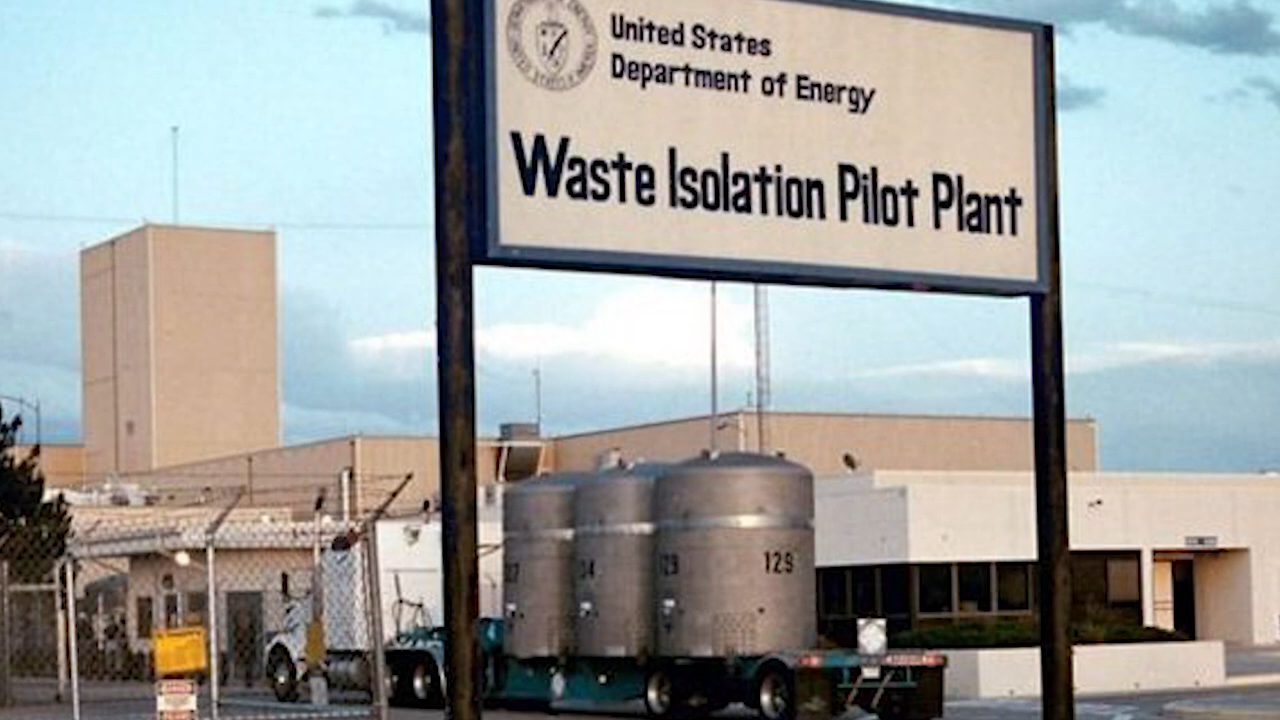 United States
Department of Energy
Waste Isolation Pilot Plant
129